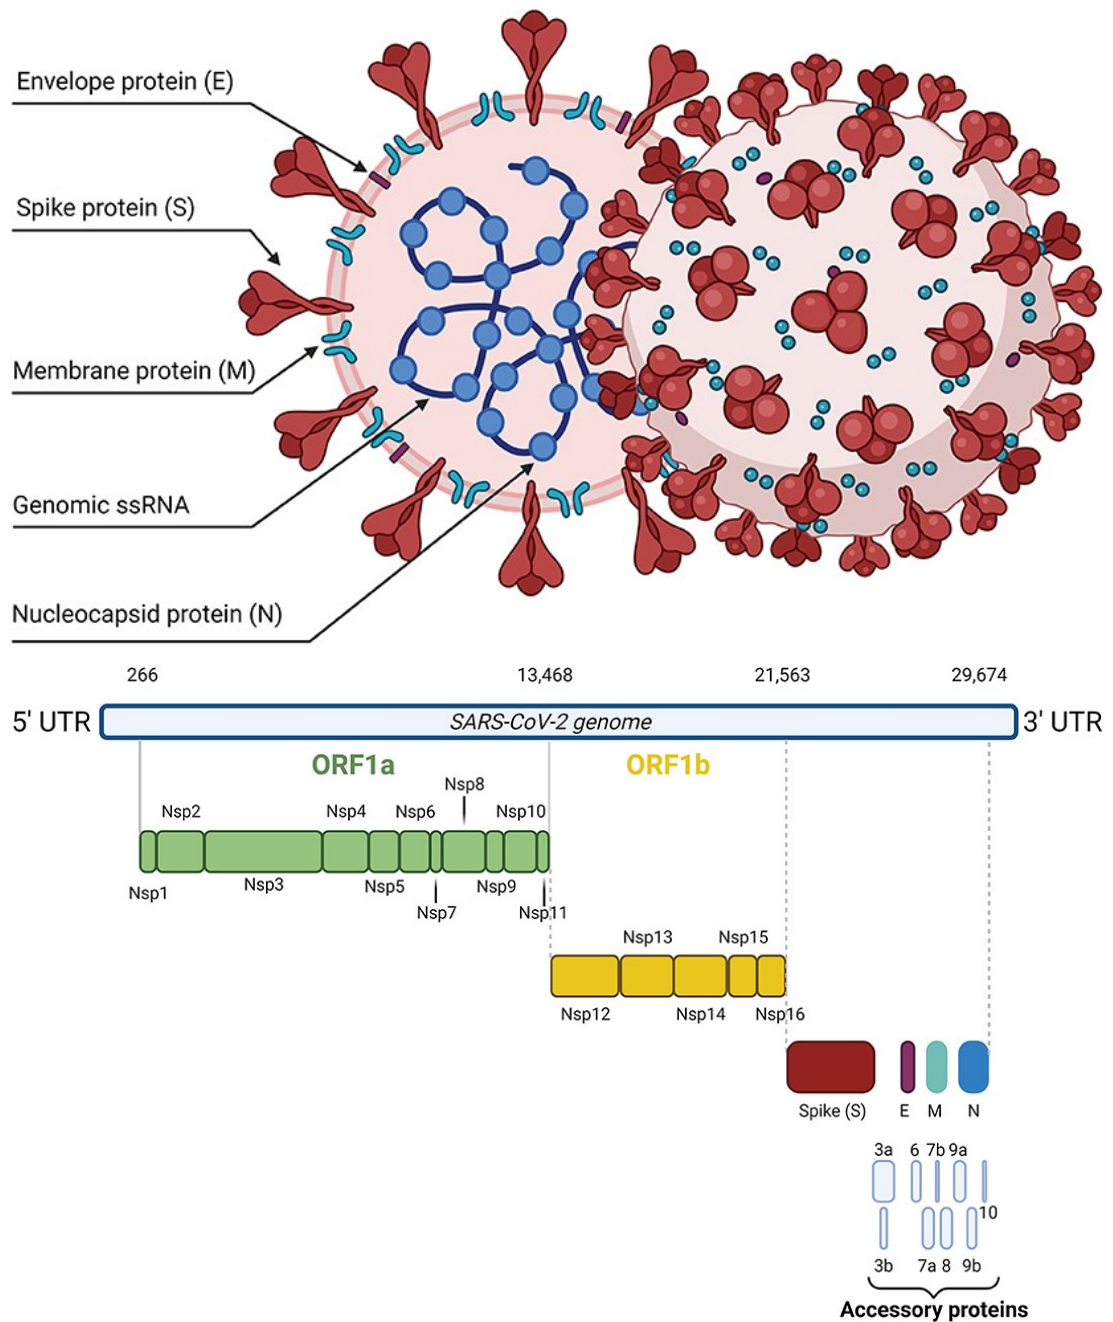 Envelope protein (E)
Spike protein (S)
Membrane protein (M)
Genomic ssRNA
Nucleocapsid protein (N)
266 13,468 21,563 29,674
5' UTR SARS-CoV-2 genome 3' UTR
ORF1a ORF1b
Nsp8
Nsp2 Nsp4 Nsp6 Nsp10
Nsp1 Nsp3 Nsp5 Nsp9
Nsp7 Nsp11
Nsp13 Nsp15
Nsp12 Nsp14 Nsp16
Spike (S) E M N
3a 6 7b 9a
10
3b 7a 8 9b
Accessory proteins